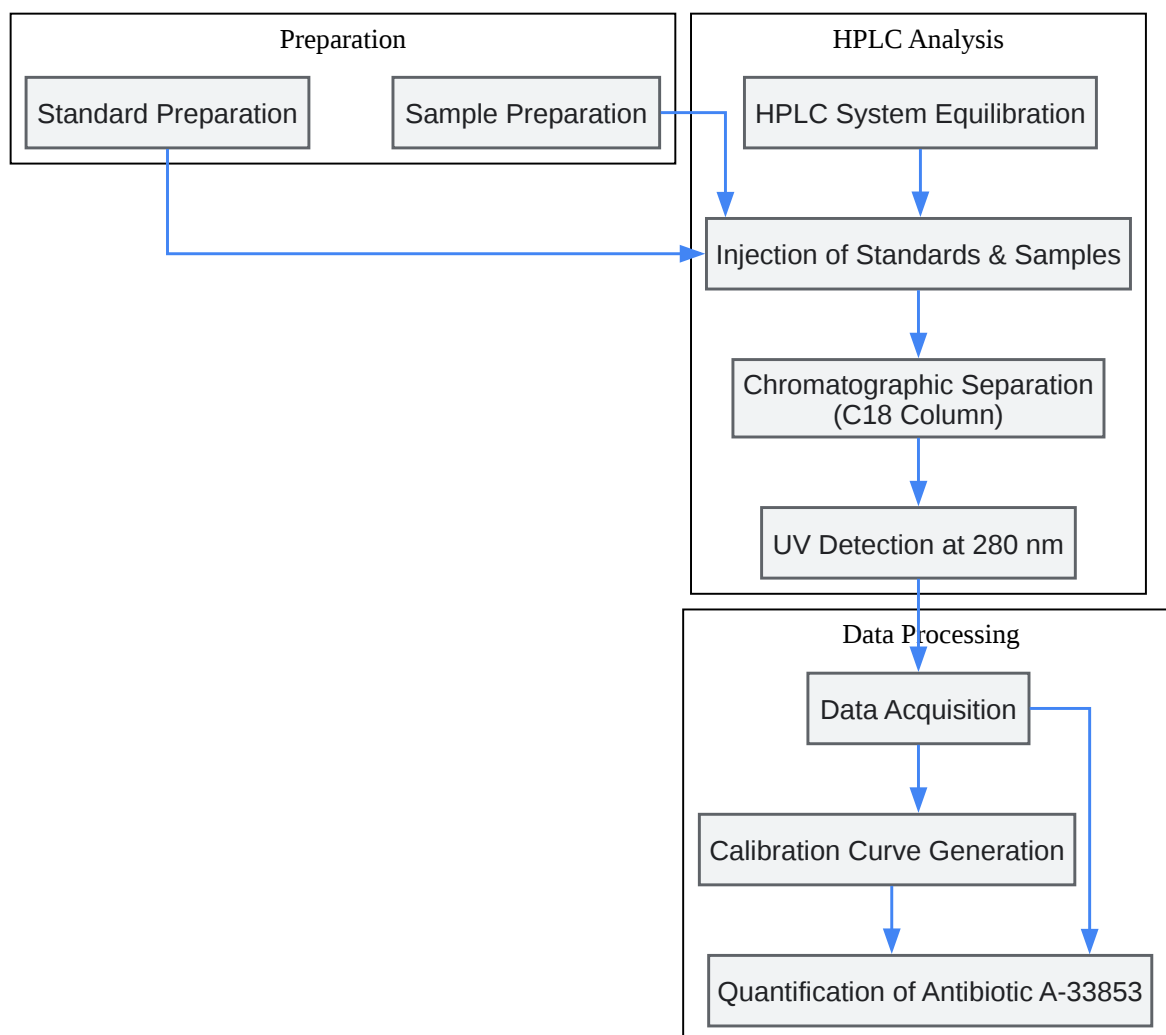 Preparation
Standard Preparation
Sample Preparation
HPLC Analysis
HPLC System Equilibration
Injection of Standards & Samples
Chromatographic Separation
(C18 Column)
UV Detection at 280 nm
Data Processing
Data Acquisition
Calibration Curve Generation
Quantification of Antibiotic A-33853